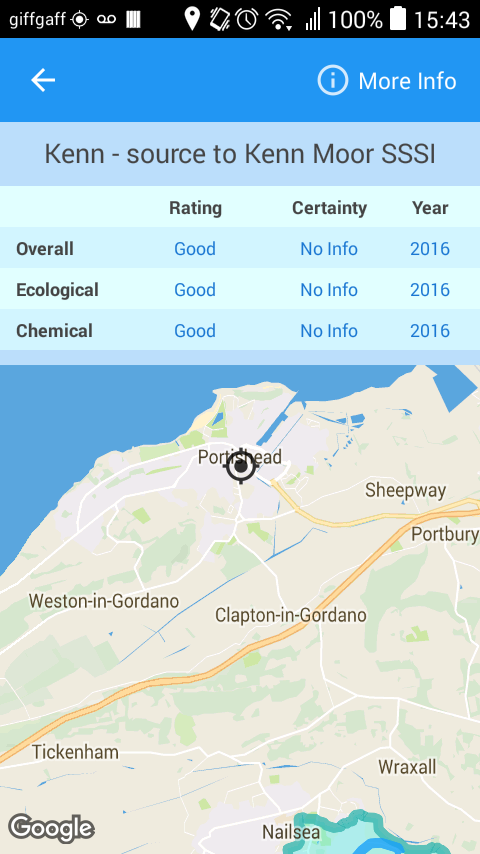 giffgaff 100% 15:43
More Info
Kenn - source to Kenn Moor SSSI
Rating Certainty Year
Overall Good No Info 2016
Ecological Good No Info 2016
Chemical Good No Info 2016
Portishead
Sheepway
Portbury
Weston-in-Gordano
Clapton-in-Gordano
Tickenham
Wraxall
Google
Nailsea